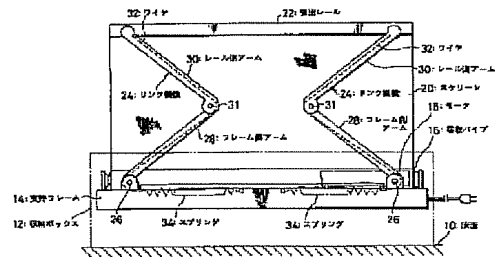 32:ワイヤ
22:張出レール
30:レール側アーム
24:リンク機構
31
28:フレーム側アーム
32:ワイヤ
30:レール側アーム
20:スクリーン
24:リンク機構
18:モータ
28:フレーム側アーム
16:巻取パイプ
31
14:支持フレーム
12:収納ボックス
26
34:スプリング
34:スプリング
26
10:床面